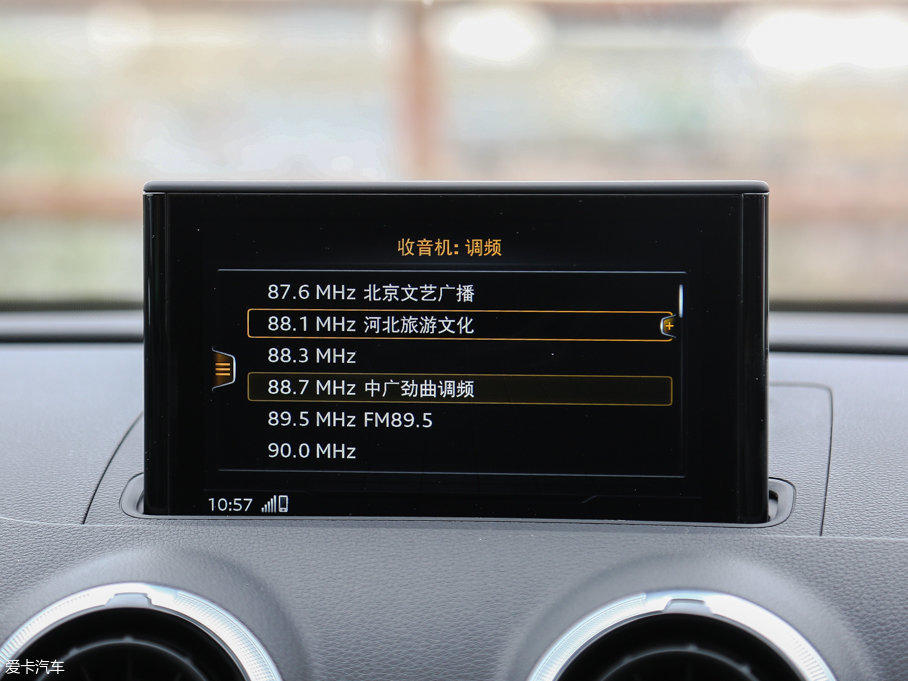 收音机: 调频
87.6 MHz 北京文艺广播
88.1 MHz 河北旅游文化
88.3 MHz
88.7 MHz 中广劲曲调频
89.5 MHz FM89.5
90.0 MHz
10:57
爱卡汽车